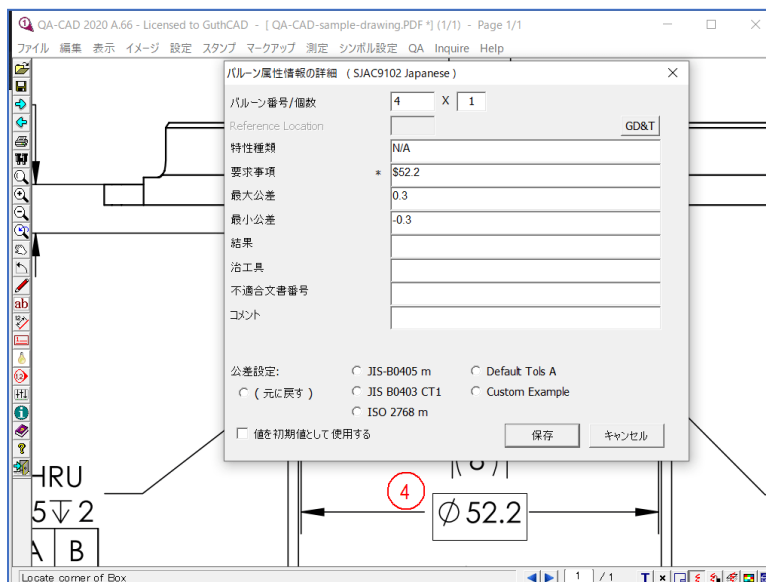 QA-CAD 2020 A.66 - Licensed to GuthCAD - [ QA-CAD-sample-drawing.PDF *] (1/1) - Page 1/1
ファイル 編集 表示 イメージ 設定 スタンプ マークアップ 測定 シンボル設定 QA Inquire Help
バルーン属性情報の詳細 （ SJAC9102 Japanese ）
バルーン番号/個数 4 X 1
Reference Location GD&T
特性種類 N/A
要求事項 * $52.2
最大公差 0.3
最小公差 -0.3
結果
治工具
不適合文書番号
コメント
公差設定: JIS-B0405 m Default Tols A
( 元に戻す ) JIS B0403 CT1 Custom Example
ISO 2768 m
値を初期値として使用する 保存 キャンセル
HRU
4
5↧2
∅ 52.2
A B
Locate corner of Box 1 / 1